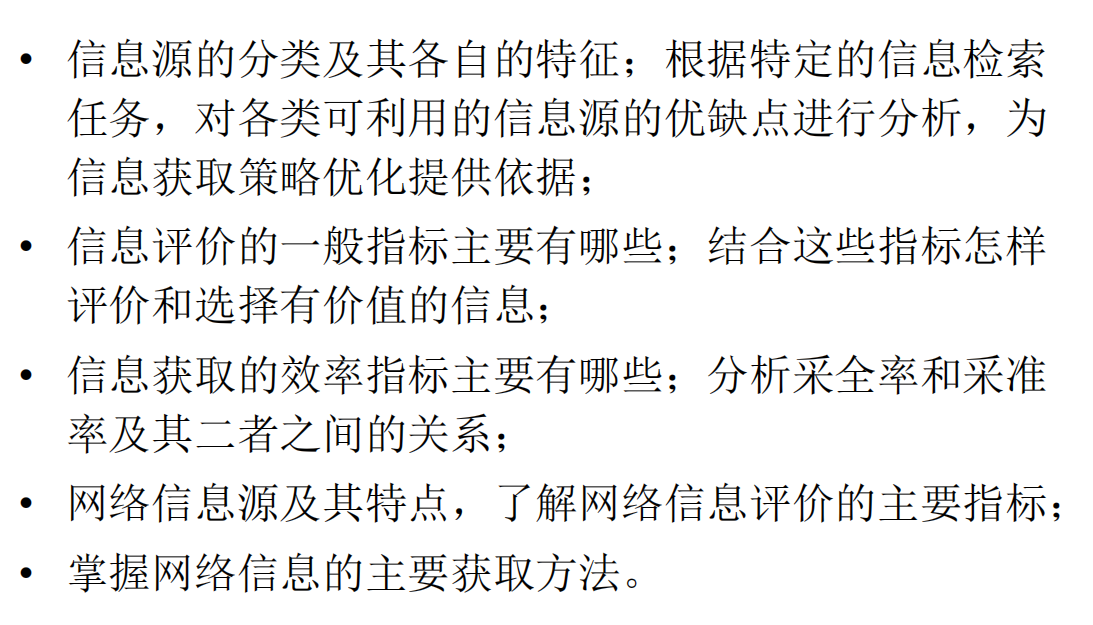 • 信息源的分类及其各自的特征；根据特定的信息检索
任务，对各类可利用的信息源的优缺点进行分析，为
信息获取策略优化提供依据；
• 信息评价的一般指标主要有哪些；结合这些指标怎样
评价和选择有价值的信息；
• 信息获取的效率指标主要有哪些；分析采全率和采准
率及其二者之间的关系；
• 网络信息源及其特点，了解网络信息评价的主要指标；
• 掌握网络信息的主要获取方法。